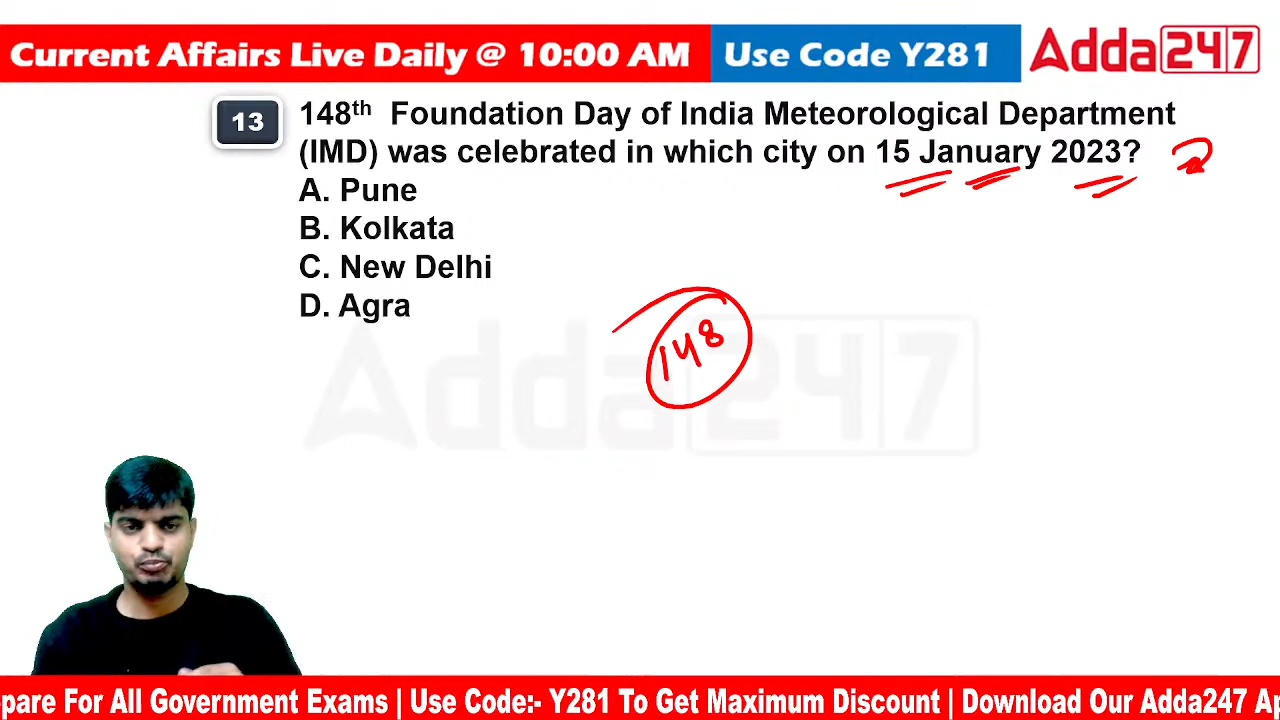 Current Affairs Live Daily @ 10:00 AM
Use Code Y281
Adda247
13
148th Foundation Day of India Meteorological Department
(IMD) was celebrated in which city on 15 January 2023?
A. Pune
B. Kolkata
C. New Delhi
D. Agra
148
Adda247
pare For All Government Exams | Use Code:- Y281 To Get Maximum Discount | Download Our Adda247 Ap